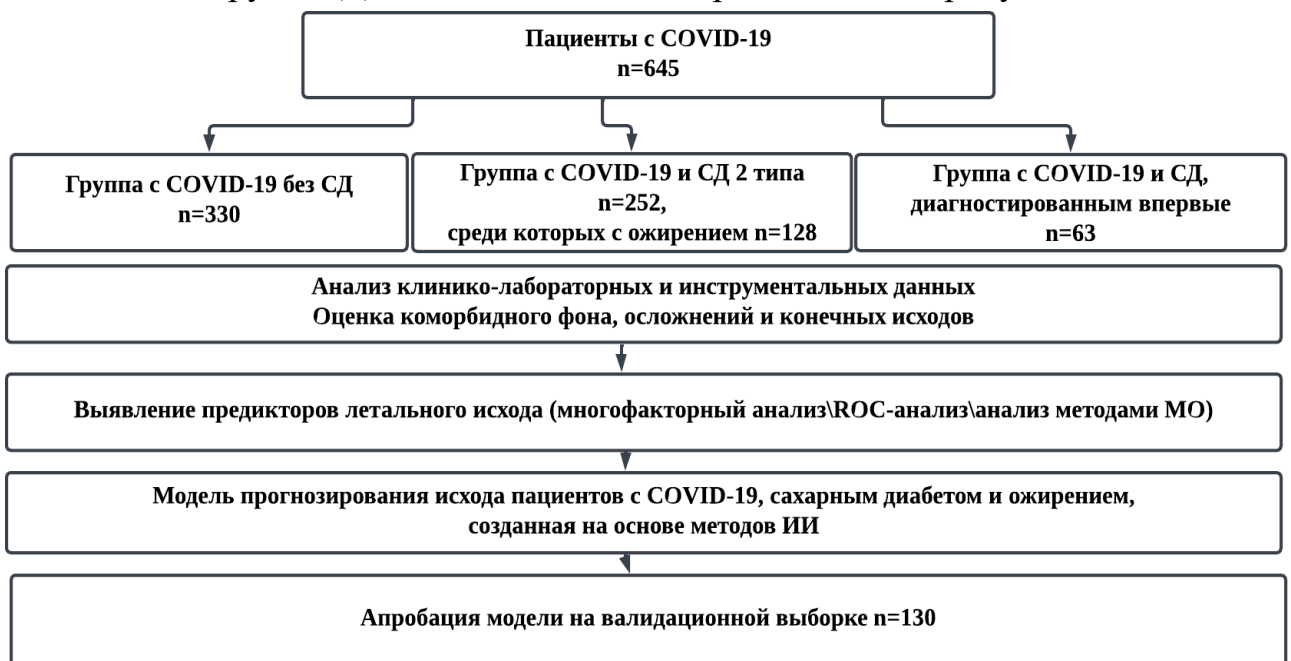 Пациенты с COVID-19
n=645
Группа с COVID-19 без СД
n=330
Группа с COVID-19 и СД 2 типа
n=252,
среди которых с ожирением n=128
Группа с COVID-19 и СД,
диагностированным впервые
n=63
Анализ клинико-лабораторных и инструментальных данных
Оценка коморбидного фона, осложнений и конечных исходов
Выявление предикторов летального исхода (многофакторный анализ\ROC-анализ\анализ методами МО)
Модель прогнозирования исхода пациентов с COVID-19, сахарным диабетом и ожирением,
созданная на основе методов ИИ
Апробация модели на валидационной выборке n=130